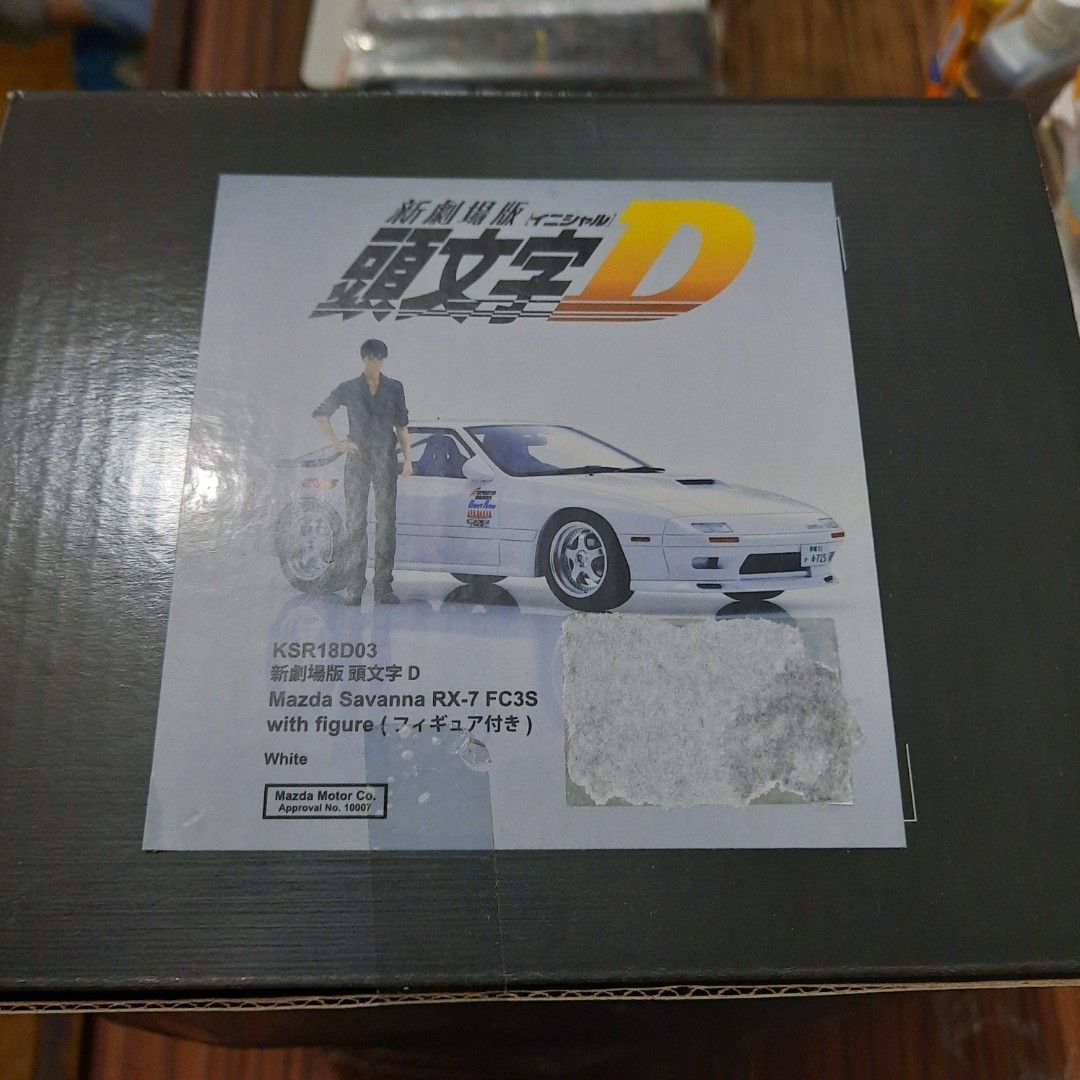 新劇場版 [イニシャル]
頭文字D
KSR18D03
新劇場版 頭文字 D
Mazda Savanna RX-7 FC3S
with figure ( フィギュア付き )
White
Mazda Motor Co.
Approval No. 10007